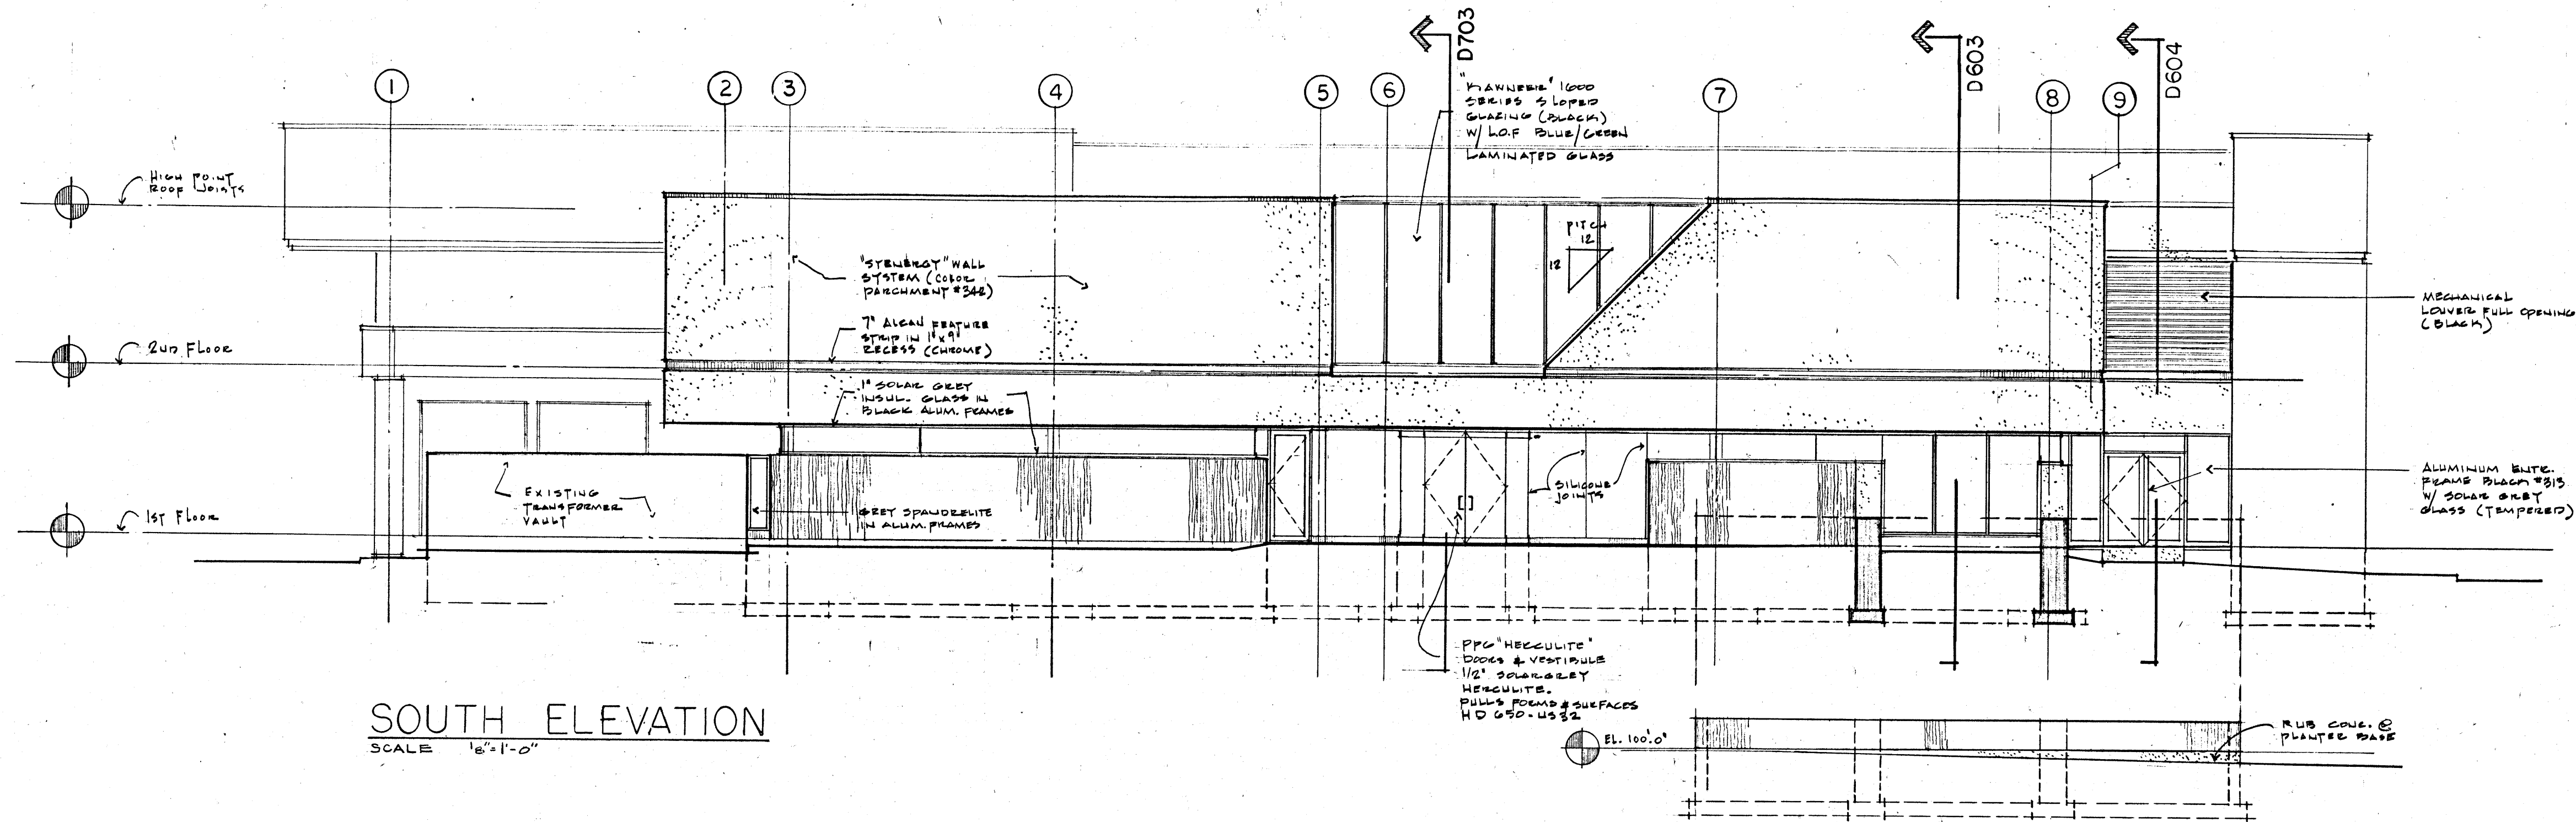 1
2
3
4
5
6
7
8
9
D703
D603
D604
"KAWNEER" 1600
SERIES SLOPED
GLAZING (BLACK)
W/ L.O.F BLUE/GREEN
LAMINATED GLASS
HIGH POINT
ROOF JOISTS
PITCH
12
12
"STENERGY" WALL
SYSTEM (COLOR
PARCHMENT #342)
MECHANICAL
LOUVER FULL OPENING
(BLACK)
7" ALCAN FEATURE
STRIP IN 1"x9"
RECESS (CHROME)
2ND FLOOR
1" SOLAR GREY
INSUL. GLASS IN
BLACK ALUM. FRAMES
EXISTING
TRANSFORMER
VAULT
GREY SPANDRELITE
IN ALUM. FRAMES
SILICONE
JOINTS
ALUMINUM ENTR.
FRAME BLACK #313
W/ SOLAR GREY
GLASS (TEMPERED)
1ST FLOOR
PPG "HERCULITE"
DOORS & VESTIBULE
1/2" SOLARGREY
HERCULITE.
PULLS FORMS & SURFACES
HD 650-US32
SOUTH ELEVATION
SCALE 1/8"=1'-0"
EL. 100'.0"
RUB CONC. @
PLANTER BASE